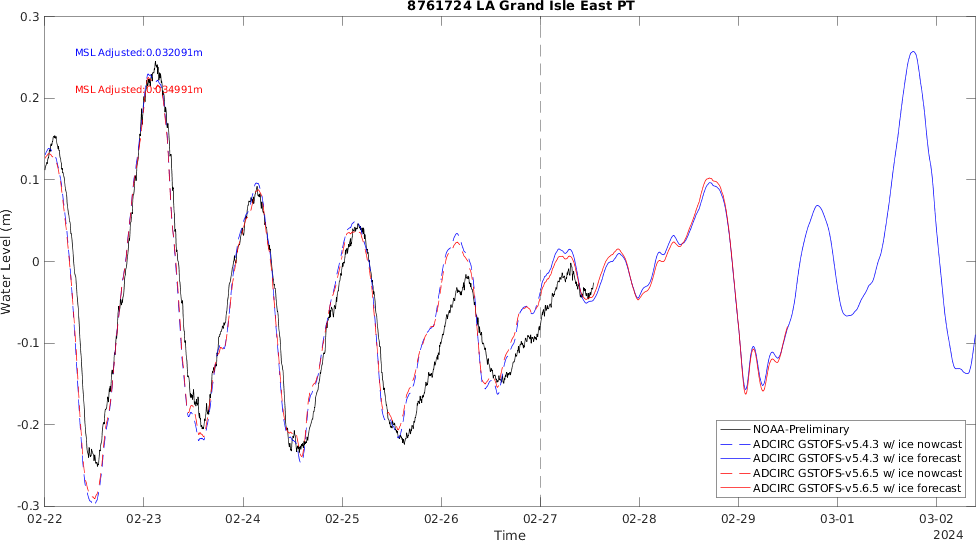 8761724 LA Grand Isle East PT
MSL Adjusted:0.032091m
MSL Adjusted:0.034991m
Water Level (m)
0.3
0.2
0.1
0
-0.1
-0.2
-0.3
02-22 02-23 02-24 02-25 02-26 02-27 02-28 02-29 03-01 03-02
Time
2024
NOAA-Preliminary
ADCIRC GSTOFS-v5.4.3 w/ ice nowcast
ADCIRC GSTOFS-v5.4.3 w/ ice forecast
ADCIRC GSTOFS-v5.6.5 w/ ice nowcast
ADCIRC GSTOFS-v5.6.5 w/ ice forecast